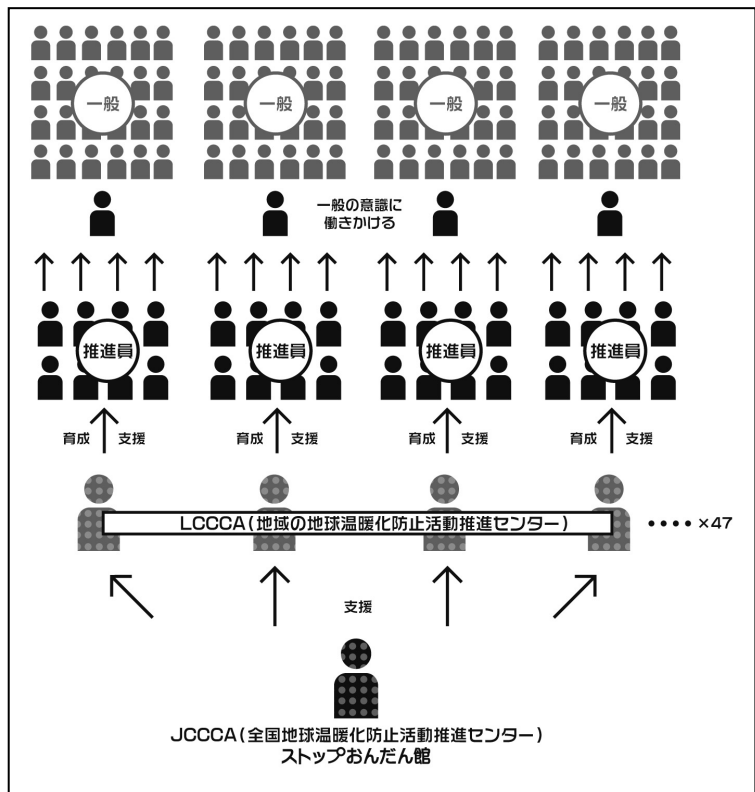 一般 一般 一般 一般
一般の意識に
働きかける
推進員 推進員 推進員 推進員
育成 支援 育成 支援 育成 支援 育成 支援
LCCCA(地域の地球温暖化防止活動推進センター)
•••• ×47
支援
JCCCA(全国地球温暖化防止活動推進センター)
ストップおんだん館